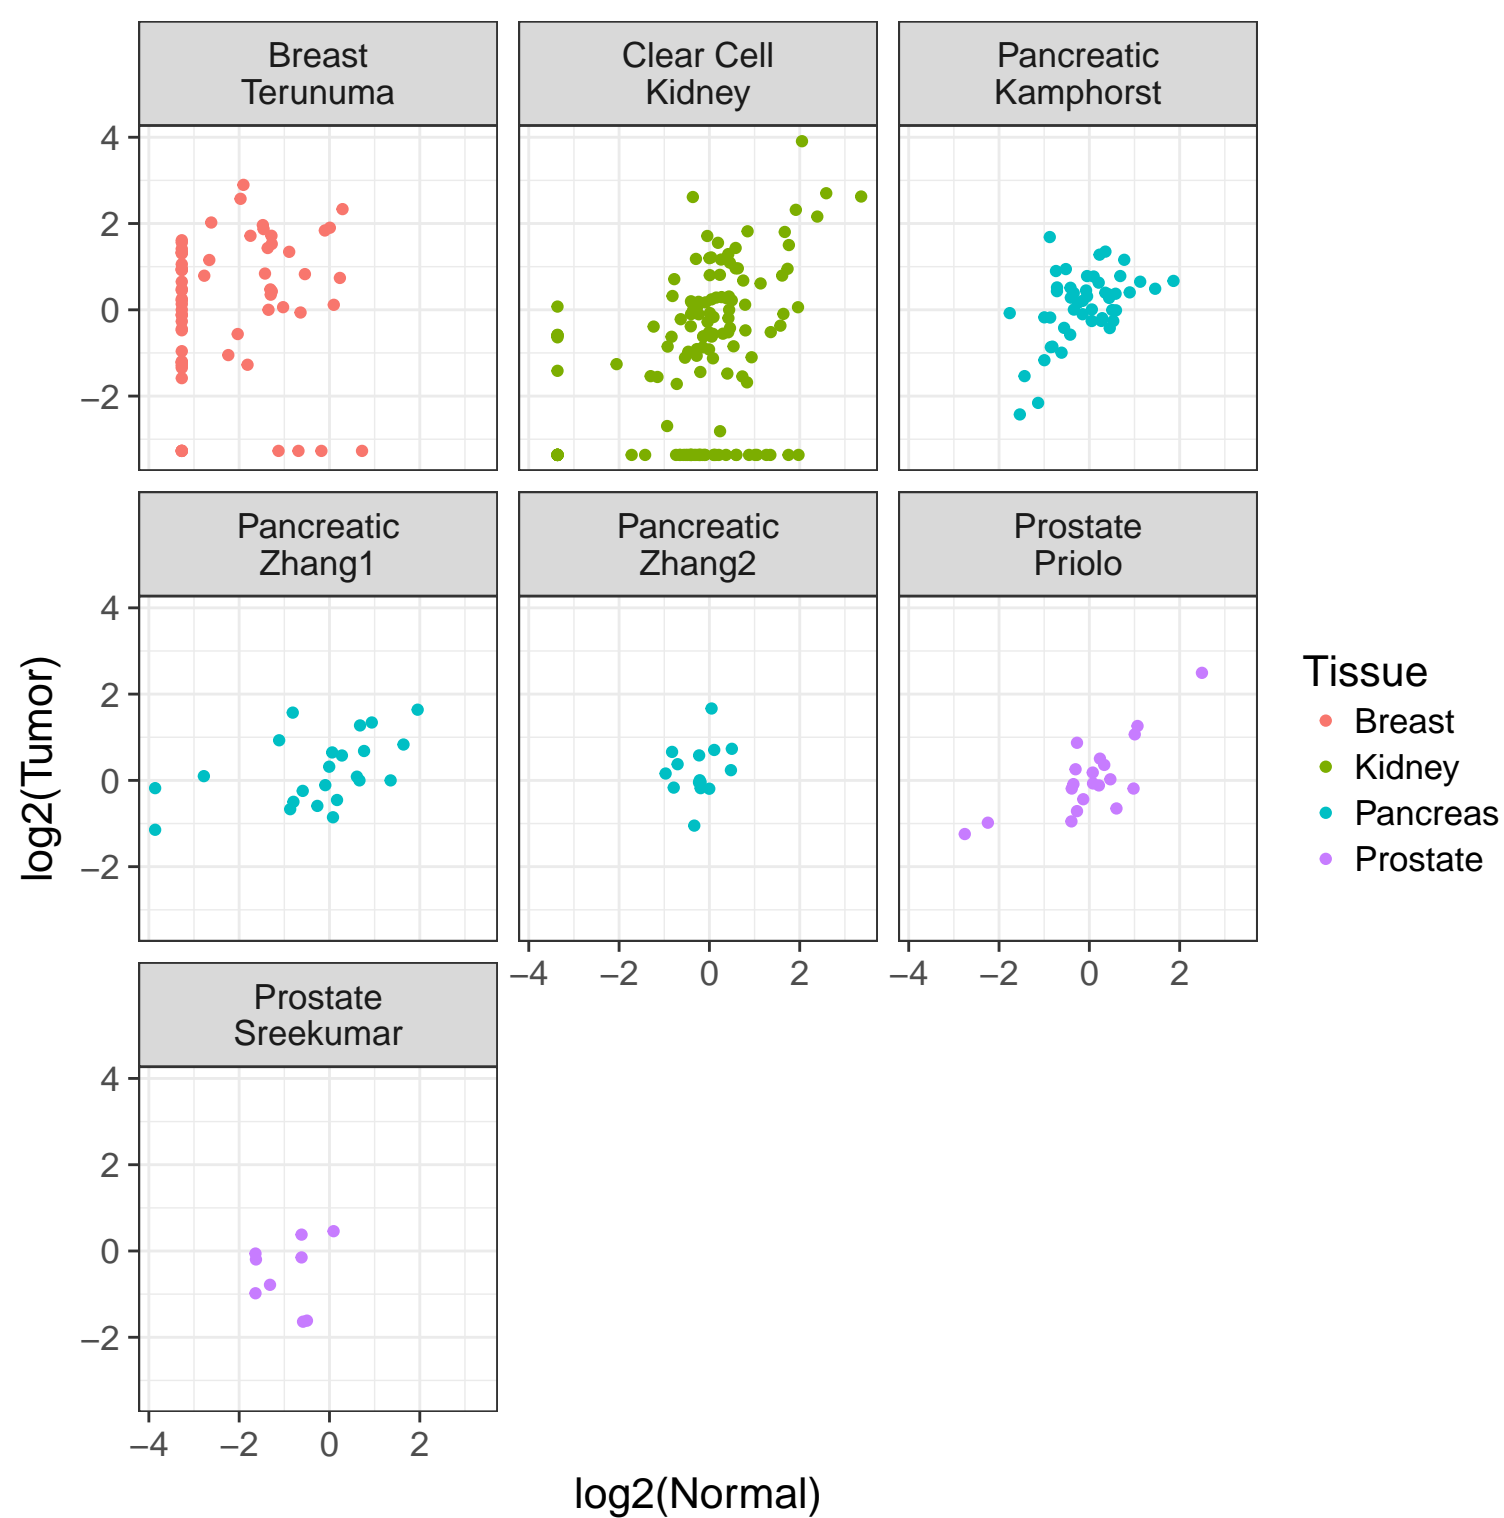 Breast
Terunuma
Clear Cell
Kidney
Pancreatic
Kamphorst
4
2
0
−2
Pancreatic
Zhang1
Pancreatic
Zhang2
Prostate
Priolo
4
2
0
−2
−4 −2 0 2
−4 −2 0 2
Prostate
Sreekumar
4
2
0
−2
−4 −2 0 2
log2(Normal)
log2(Tumor)
Tissue
Breast
Kidney
Pancreas
Prostate